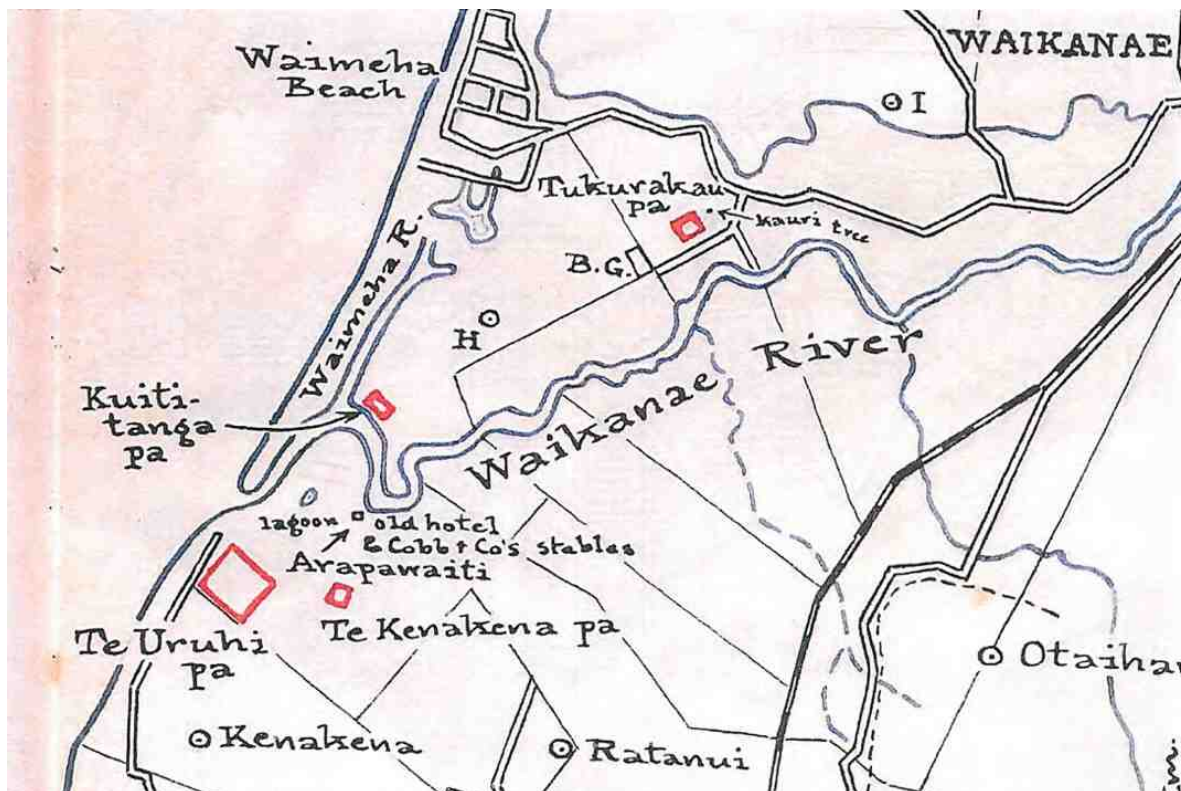 WAIKANAE
Waimeha
Beach
I
Tukurakau
pa
kauri tree
Waimeha R.
B.G.
H
Waikanae River
Kuiti-
tanga
pa
lagoon
old hotel
& Cobb & Co's stables
Arapawaiti
Te Kenakena pa
Te Uruhi
pa
Otaihan
Kenakena
Ratanui